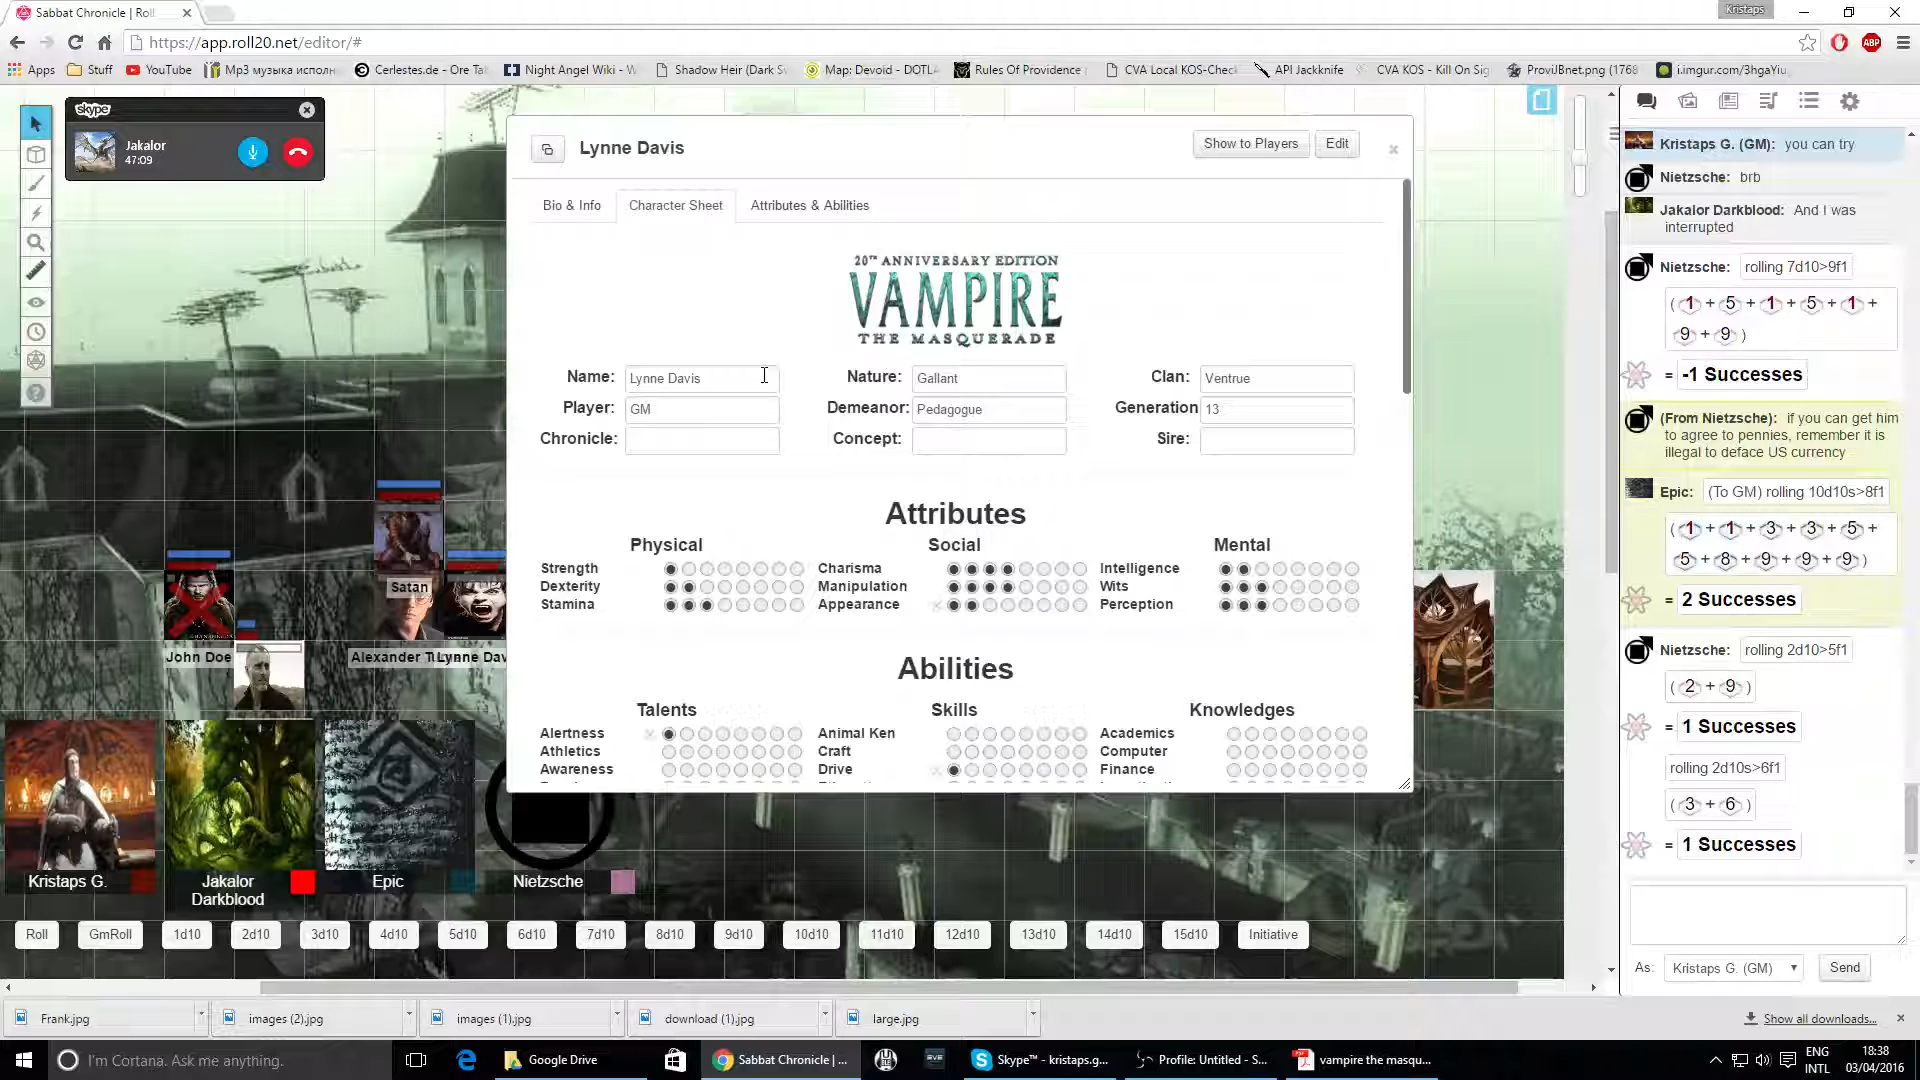 Sabbat Chronicle | Roll
Kristaps
https://app.roll20.net/editor/#
Apps
Stuff
YouTube
Mp3 музыка исполн
Cerlestes.de - Ore Ta
Night Angel Wiki - W
Shadow Heir (Dark S
Map: Devoid - DOTL
Rules Of Providence
CVA Local KOS-Chec
API Jackknife
CVA KOS - Kill On Sig
ProviJBnet.png (1768
i.imgur.com/3hgaYiu
skype
Jakalor
47:09
Lynne Davis
Show to Players
Edit
Bio & Info
Character Sheet
Attributes & Abilities
20TH ANNIVERSARY EDITION
VAMPIRE
THE MASQUERADE
Name: Lynne Davis
Nature: Gallant
Clan: Ventrue
Player: GM
Demeanor: Pedagogue
Generation 13
Chronicle:
Concept:
Sire:
Attributes
Physical
Social
Mental
Strength
Charisma
Intelligence
Dexterity
Manipulation
Wits
Stamina
Appearance
Perception
Abilities
Talents
Skills
Knowledges
Alertness
Animal Ken
Academics
Athletics
Craft
Computer
Awareness
Drive
Finance
Satan
John Doe
Alexander T
Lynne Dav
Kristaps G.
Jakalor
Darkblood
Epic
Nietzsche
Roll
GmRoll
1d10
2d10
3d10
4d10
5d10
6d10
7d10
8d10
9d10
10d10
11d10
12d10
13d10
14d10
15d10
Initiative
Kristaps G. (GM): you can try
Nietzsche: brb
Jakalor Darkblood: And I was
interrupted
Nietzsche: rolling 7d10>9f1
(1 + 5 + 1 + 5 + 1 +
9 + 9)
= -1 Successes
(From Nietzsche): if you can get him
to agree to pennies, remember it is
illegal to deface US currency
Epic: (To GM) rolling 10d10s>8f1
(1 + 1 + 3 + 3 + 5 +
5 + 8 + 9 + 9 + 9)
= 2 Successes
Nietzsche: rolling 2d10>5f1
(2 + 9)
= 1 Successes
rolling 2d10s>6f1
(3 + 6)
= 1 Successes
As: Kristaps G. (GM)
Send
Frank.jpg
images (2).jpg
images (1).jpg
download (1).jpg
large.jpg
Show all downloads...
I'm Cortana. Ask me anything.
Google Drive
Sabbat Chronicle | ...
EVE
Skype™ - kristaps.g...
Profile: Untitled - S...
vampire the masqu...
ENG
INTL
18:38
03/04/2016